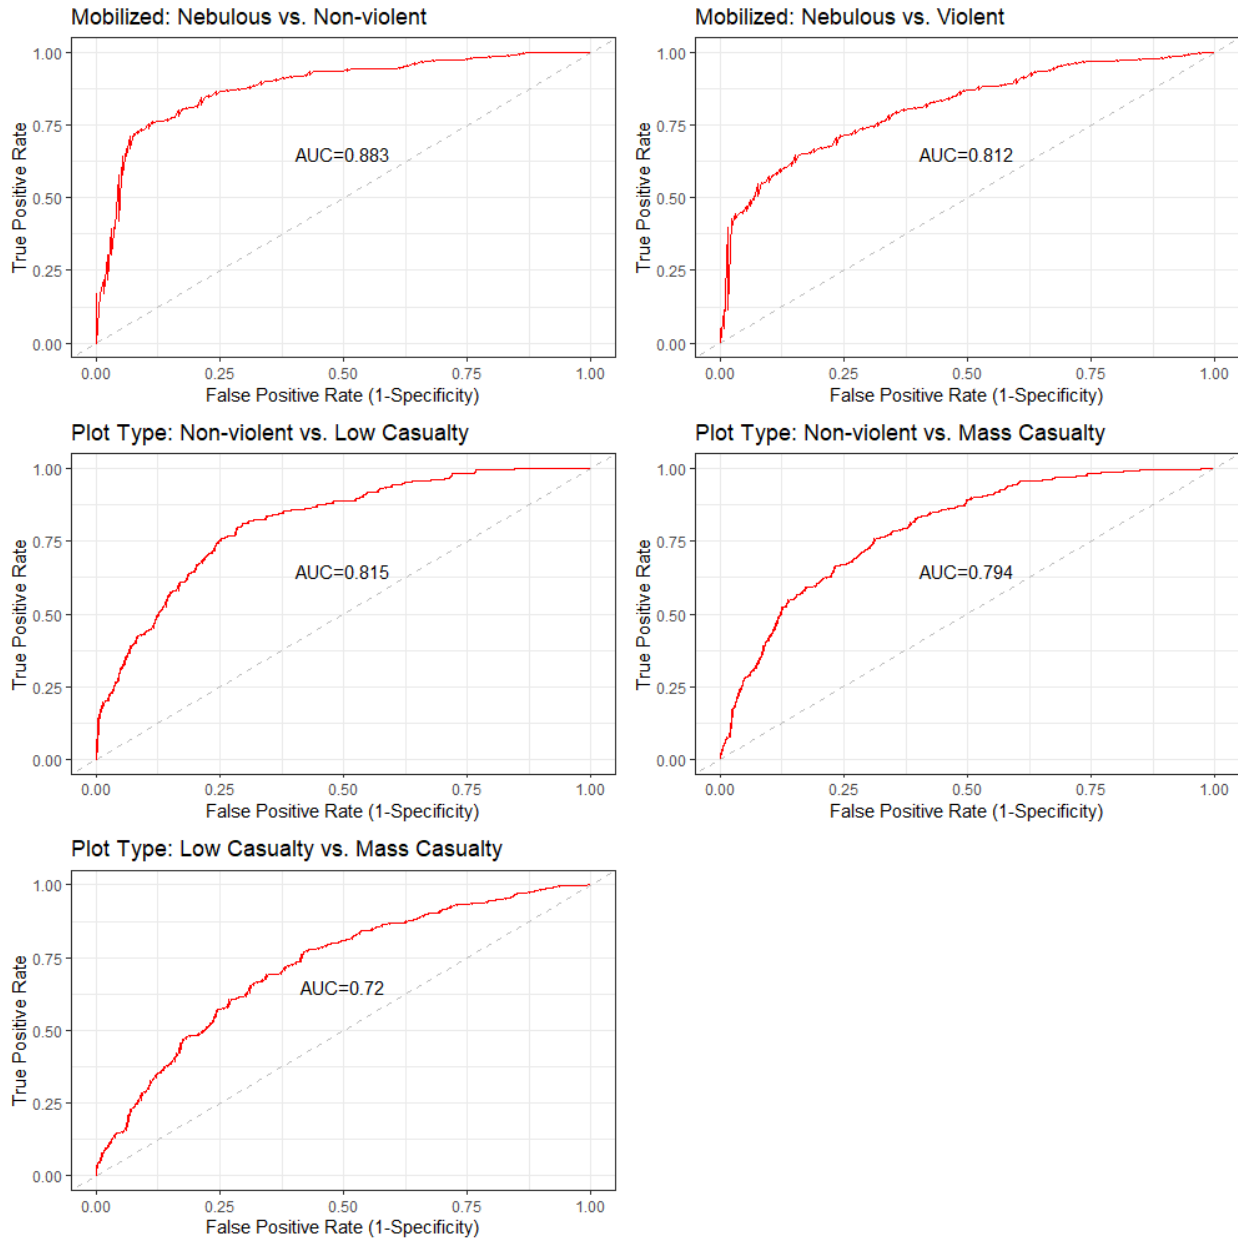 Mobilized: Nebulous vs. Non-violent
1.00
0.75
0.50
0.25
0.00
True Positive Rate
AUC=0.883
0.00 0.25 0.50 0.75 1.00
False Positive Rate (1-Specificity)
Mobilized: Nebulous vs. Violent
1.00
0.75
0.50
0.25
0.00
True Positive Rate
AUC=0.812
0.00 0.25 0.50 0.75 1.00
False Positive Rate (1-Specificity)
Plot Type: Non-violent vs. Low Casualty
1.00
0.75
0.50
0.25
0.00
True Positive Rate
AUC=0.815
0.00 0.25 0.50 0.75 1.00
False Positive Rate (1-Specificity)
Plot Type: Non-violent vs. Mass Casualty
1.00
0.75
0.50
0.25
0.00
True Positive Rate
AUC=0.794
0.00 0.25 0.50 0.75 1.00
False Positive Rate (1-Specificity)
Plot Type: Low Casualty vs. Mass Casualty
1.00
0.75
0.50
0.25
0.00
True Positive Rate
AUC=0.72
0.00 0.25 0.50 0.75 1.00
False Positive Rate (1-Specificity)